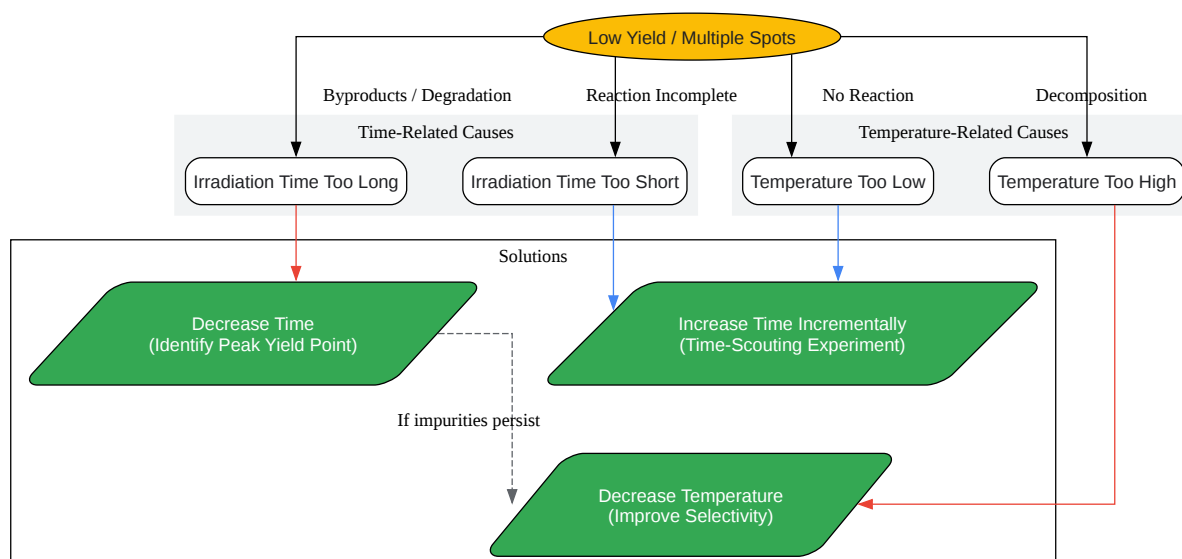 Low Yield / Multiple Spots
Byproducts / Degradation
Reaction Incomplete
No Reaction
Decomposition
Time-Related Causes
Temperature-Related Causes
Irradiation Time Too Long
Irradiation Time Too Short
Temperature Too Low
Temperature Too High
Solutions
Decrease Time
(Identify Peak Yield Point)
Increase Time Incrementally
(Time-Scouting Experiment)
If impurities persist
Decrease Temperature
(Improve Selectivity)